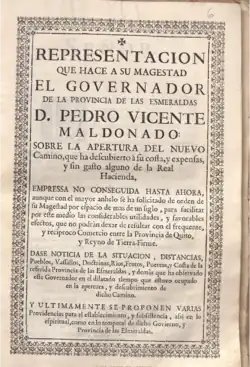 REPRESENTACION
QUE HACE A SU MAGESTAD
EL GOVERNADOR
DE LA PROVINCIA DE LAS ESMERALDAS
D. PEDRO VICENTE
MALDONADO:
SOBRE LA APERTURA DEL NUEVO
Camino, que ha descubierto à su costa, y expensas,
y sin gasto alguno de la Real
Hacienda,
EMPRESSA NO CONSEGUIDA HASTA AHORA,
aunque con el mayor anhelo se ha solicitado de orden de
su Magestad por espacio de mas de un siglo, para facilitar
por este medio las considerables utilidades, y favorables
efectos, que no podràn dexar de resultar con el frequente,
y reciproco Comercio entre la Provincia de Quito,
y Reyno de Tierra-Firme.
DASE NOTICIA DE LA SITUACION, DISTANCIAS,
Pueblos, Vassallos, Doctrinas, Rios, Frutos, Puertos, y Costa de la
referida Provincia de las Esmeraldas, y demàs que ha observado
esse Governador en el dilatado tiempo que estuvo ocupado
en la apertura, y descubrimiento de
dicho Camino.
Y ULTIMAMENTE SE PROPONEN VARIAS
Providencias para el establecimiento, y subsistencia, assi en lo
espiritual, como en lo temporal de dicho Govierno, y
Provincia de las Esmeraldas.